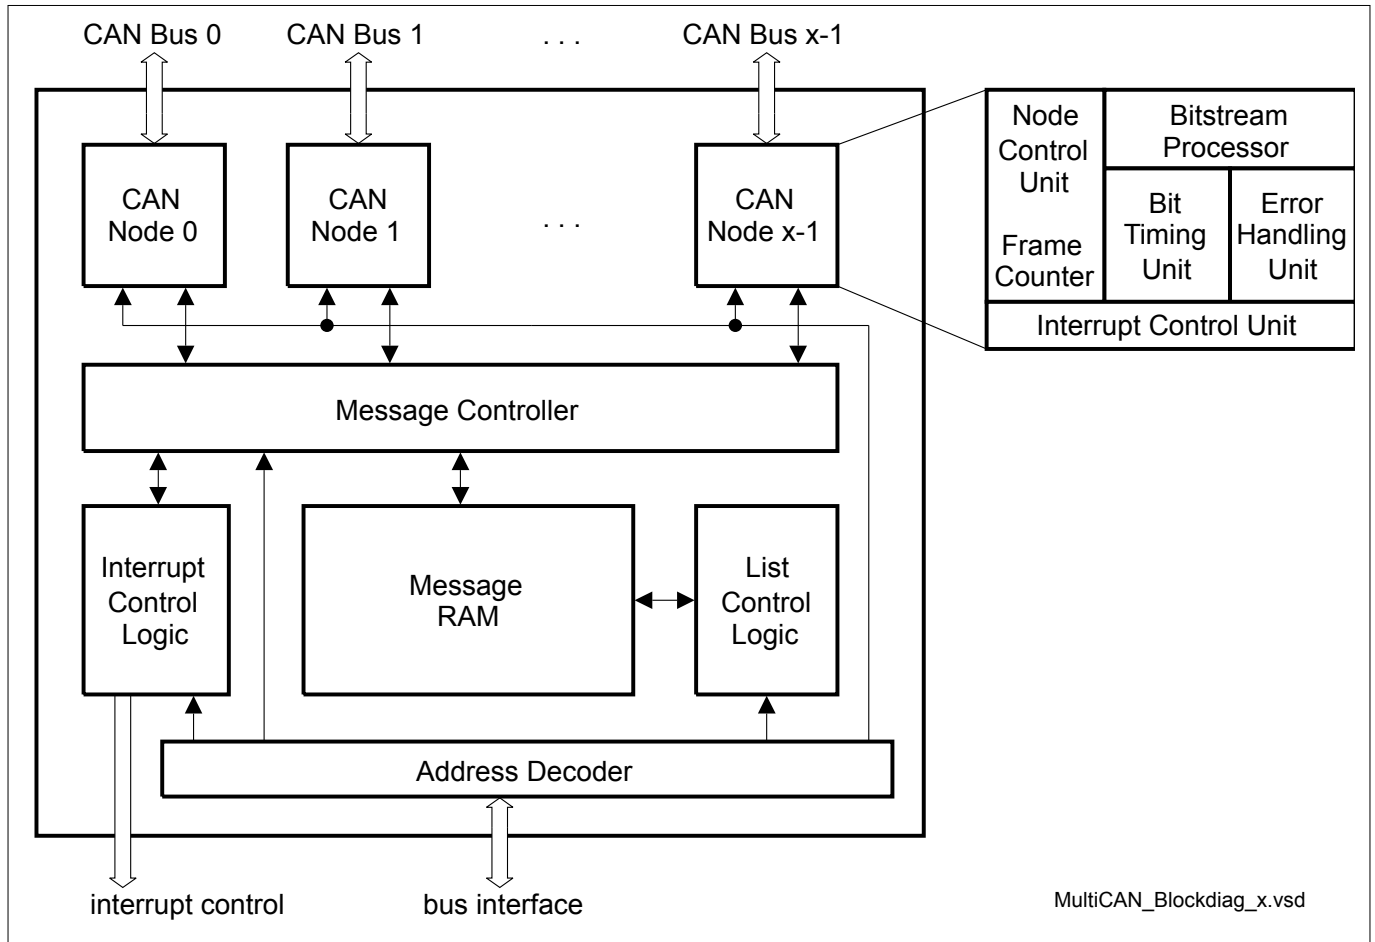 CAN Bus 0
CAN Bus 1
. . .
CAN Bus x-1
CAN
Node 0
CAN
Node 1
. . .
CAN
Node x-1
Node
Control
Unit
Frame
Counter
Bitstream
Processor
Bit
Timing
Unit
Error
Handling
Unit
Interrupt Control Unit
Message Controller
Interrupt
Control
Logic
Message
RAM
List
Control
Logic
Address Decoder
interrupt control
bus interface
MultiCAN_Blockdiag_x.vsd